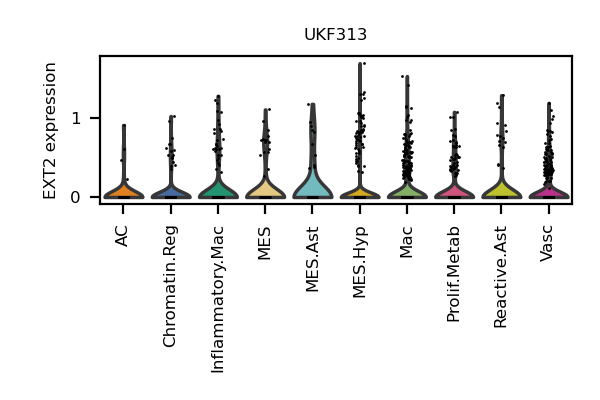 UKF313
EXT2 expression
1
0
AC
Chromatin.Reg
Inflammatory.Mac
MES
MES.Ast
MES.Hyp
Mac
Prolif.Metab
Reactive.Ast
Vasc